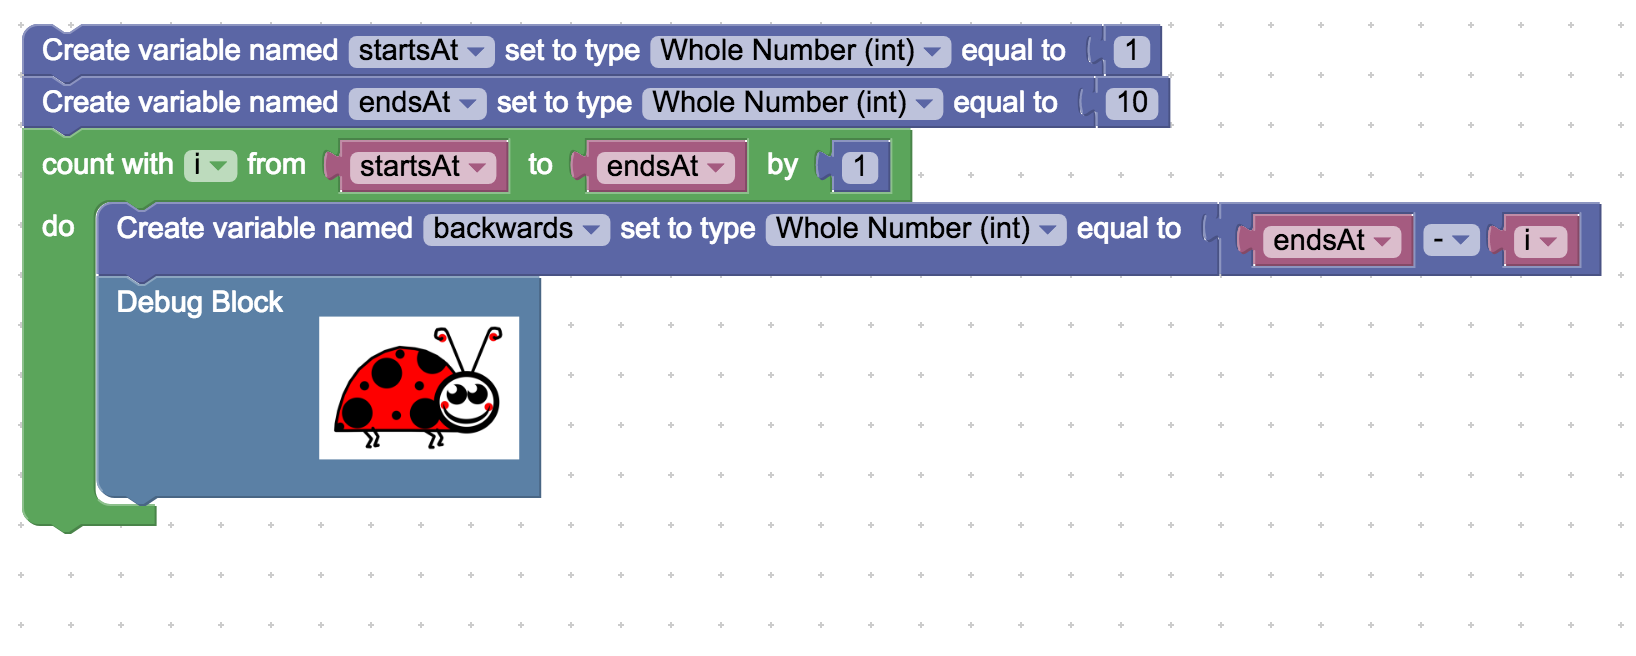 Create variable named startsAt set to type Whole Number (int) equal to 1
Create variable named endsAt set to type Whole Number (int) equal to 10
count with i from startsAt to endsAt by 1
do Create variable named backwards set to type Whole Number (int) equal to endsAt - i
Debug Block